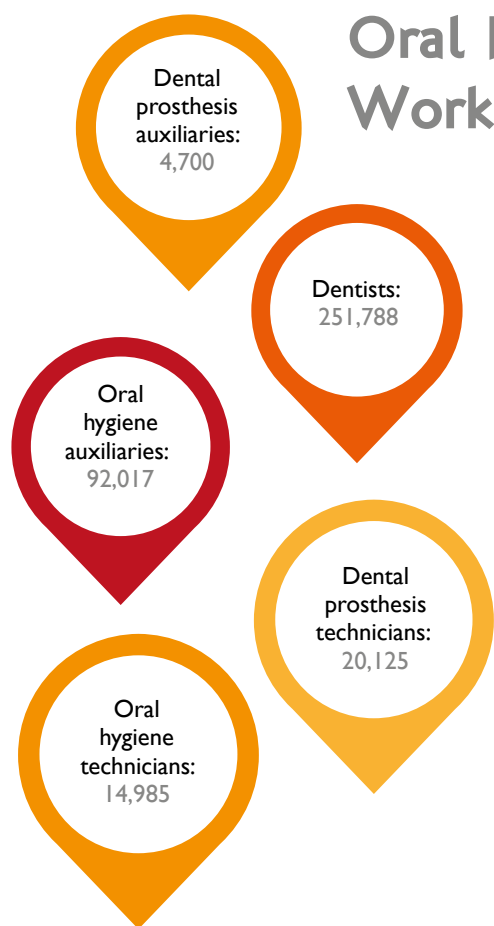 Oral
Work
Dental
prosthesis
auxiliaries:
4,700
Dentists:
251,788
Oral
hygiene
auxiliaries:
92,017
Dental
prosthesis
technicians:
20,125
Oral
hygiene
technicians:
14,985